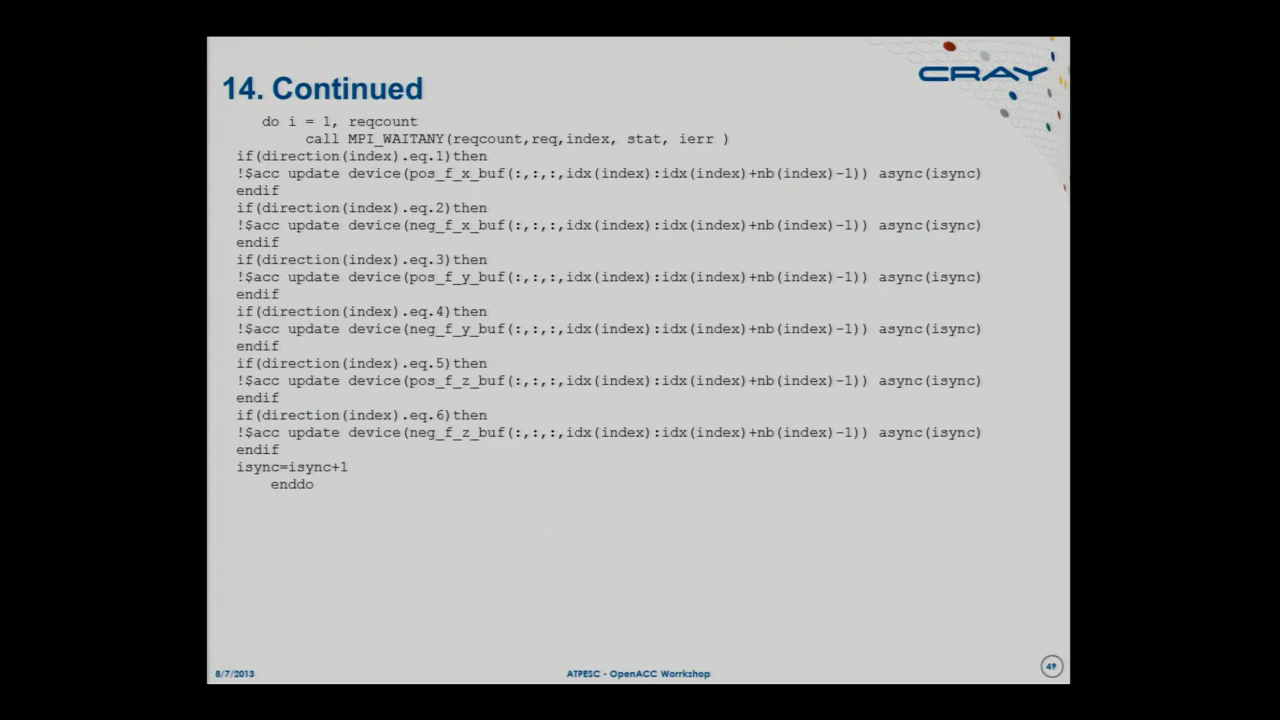 CRAY
14. Continued
do i = 1, reqcount
call MPI_WAITANY(reqcount,req,index, stat, ierr )
if(direction(index).eq.1)then
!$acc update device(pos_f_x_buf(:,:,:,idx(index):idx(index)+nb(index)-1)) async(isync)
endif
if(direction(index).eq.2)then
!$acc update device(neg_f_x_buf(:,:,:,idx(index):idx(index)+nb(index)-1)) async(isync)
endif
if(direction(index).eq.3)then
!$acc update device(pos_f_y_buf(:,:,:,idx(index):idx(index)+nb(index)-1)) async(isync)
endif
if(direction(index).eq.4)then
!$acc update device(neg_f_y_buf(:,:,:,idx(index):idx(index)+nb(index)-1)) async(isync)
endif
if(direction(index).eq.5)then
!$acc update device(pos_f_z_buf(:,:,:,idx(index):idx(index)+nb(index)-1)) async(isync)
endif
if(direction(index).eq.6)then
!$acc update device(neg_f_z_buf(:,:,:,idx(index):idx(index)+nb(index)-1)) async(isync)
endif
isync=isync+1
enddo
8/7/2013
ATPESC - OpenACC Worrkshop
49